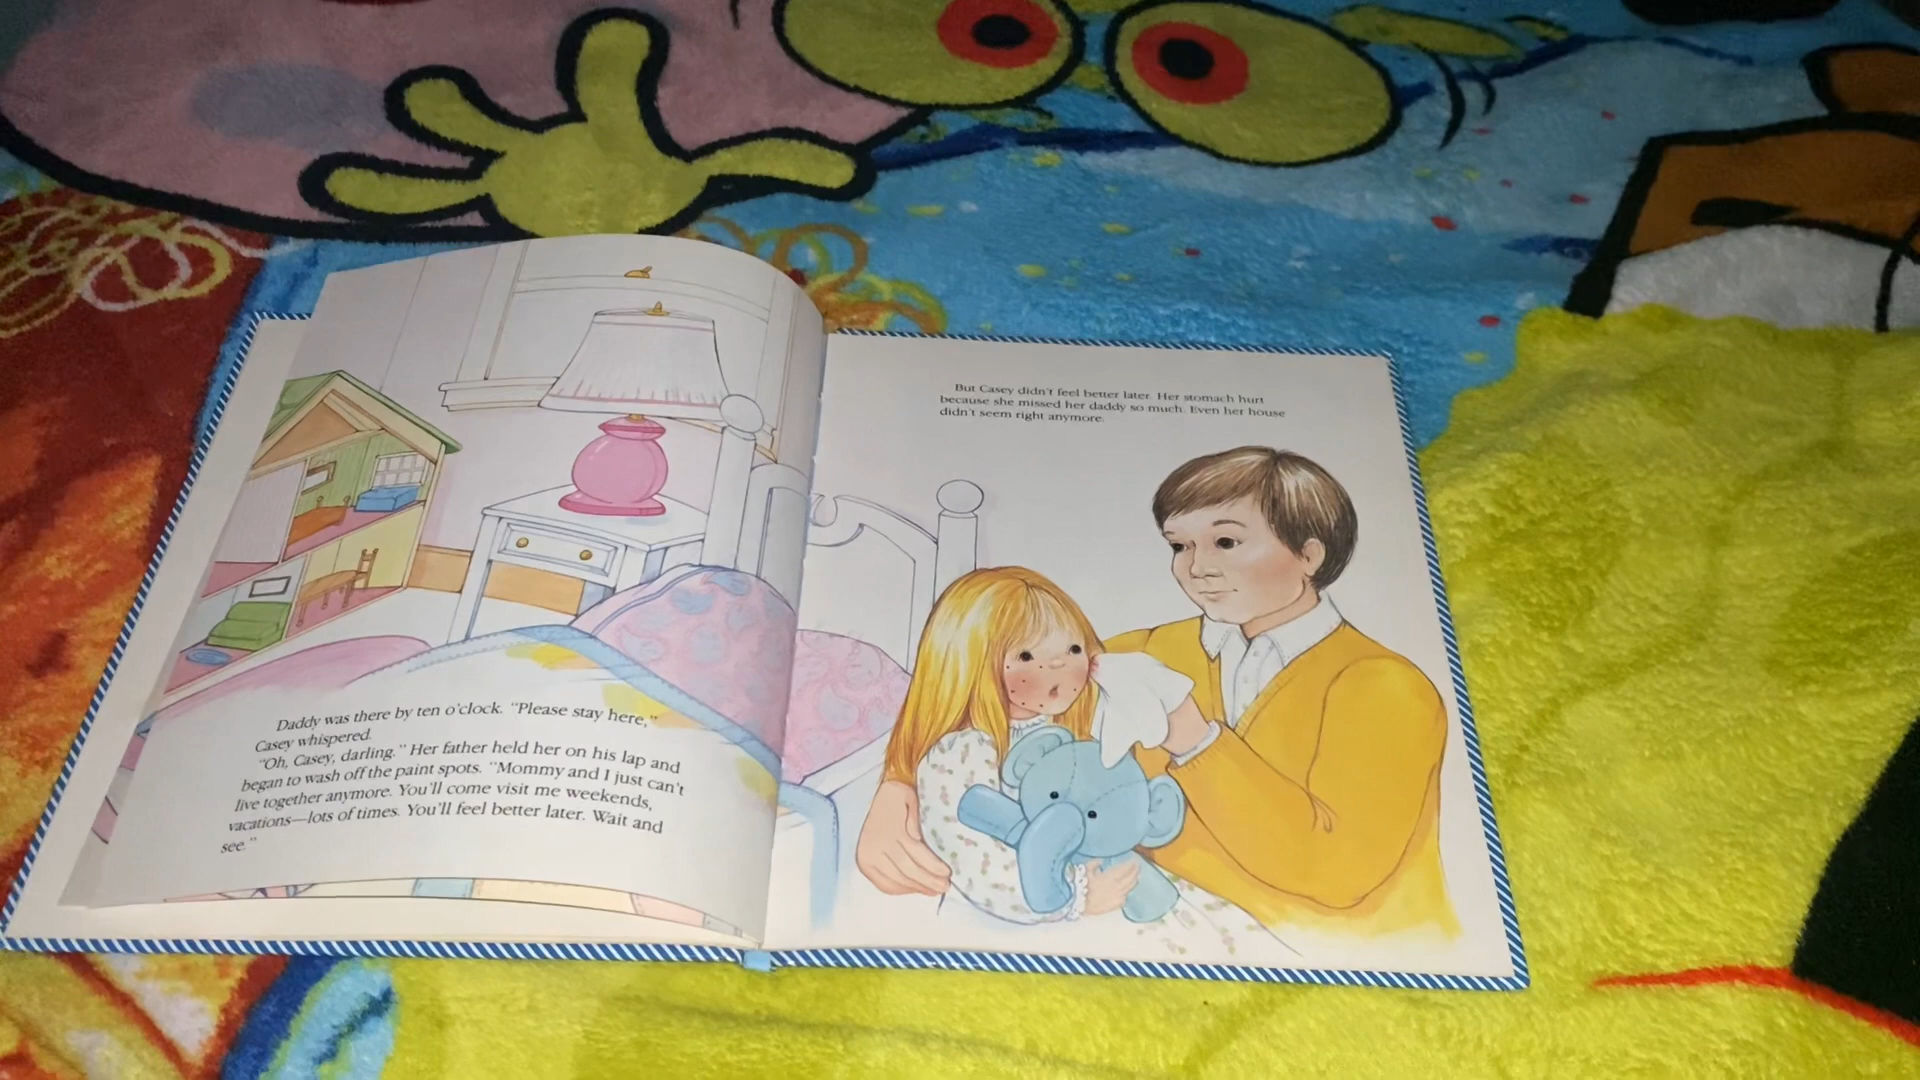 Daddy was there by ten o'clock. "Please stay here,"
Casey whispered.
"Oh, Casey, darling." Her father held her on his lap and
began to wash off the paint spots. "Mommy and I just can't
live together anymore. You'll come visit me weekends,
vacations—lots of times. You'll feel better later. Wait and
see."
But Casey didn't feel better later. Her stomach hurt
because she missed her daddy so much. Even her house
didn't seem right anymore.